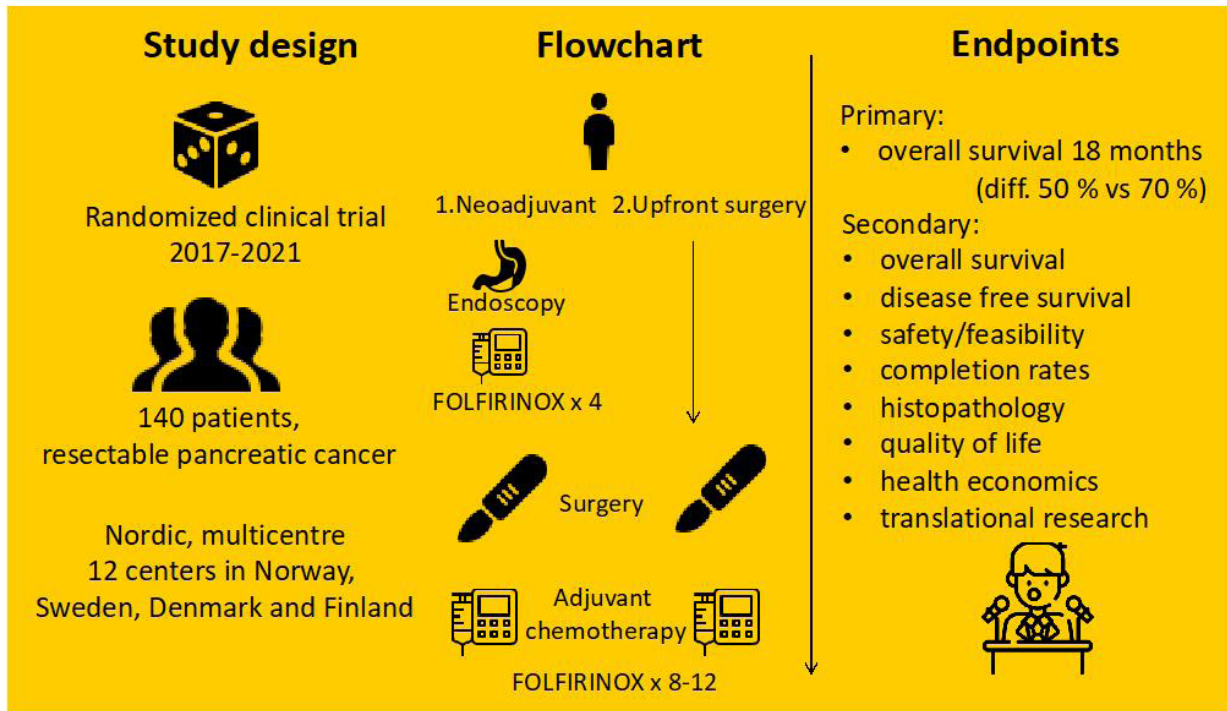 Study design
Randomized clinical trial
2017-2021
140 patients,
resectable pancreatic cancer
Nordic, multicentre
12 centers in Norway,
Sweden, Denmark and Finland
Flowchart
1.Neoadjuvant 2.Upfront surgery
Endoscopy
FOLFIRINOX x 4
Surgery
Adjuvant
chemotherapy
FOLFIRINOX x 8-12
Endpoints
Primary:
• overall survival 18 months
(diff. 50 % vs 70 %)
Secondary:
• overall survival
• disease free survival
• safety/feasibility
• completion rates
• histopathology
• quality of life
• health economics
• translational research